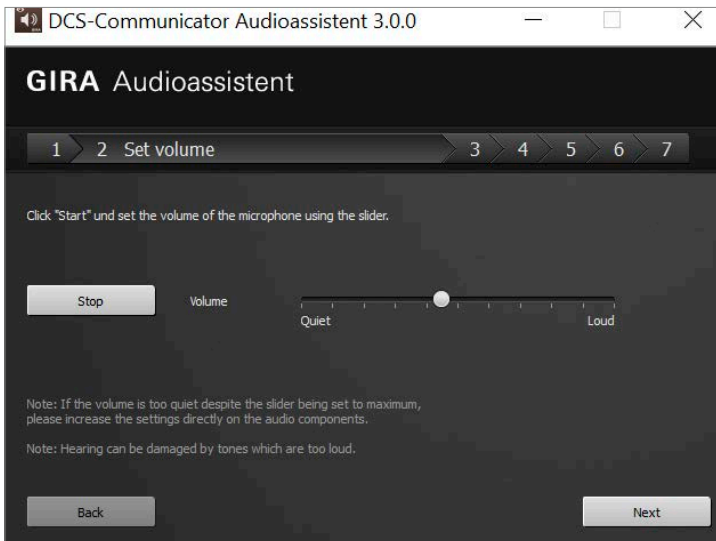 DCS-Communicator Audioassistent 3.0.0
GIRA Audioassistent
1 2 Set volume 3 4 5 6 7
Click "Start" und set the volume of the microphone using the slider.
Stop Volume
Quiet Loud
Note: If the volume is too quiet despite the slider being set to maximum,
please increase the settings directly on the audio components.
Note: Hearing can be damaged by tones which are too loud.
Back Next